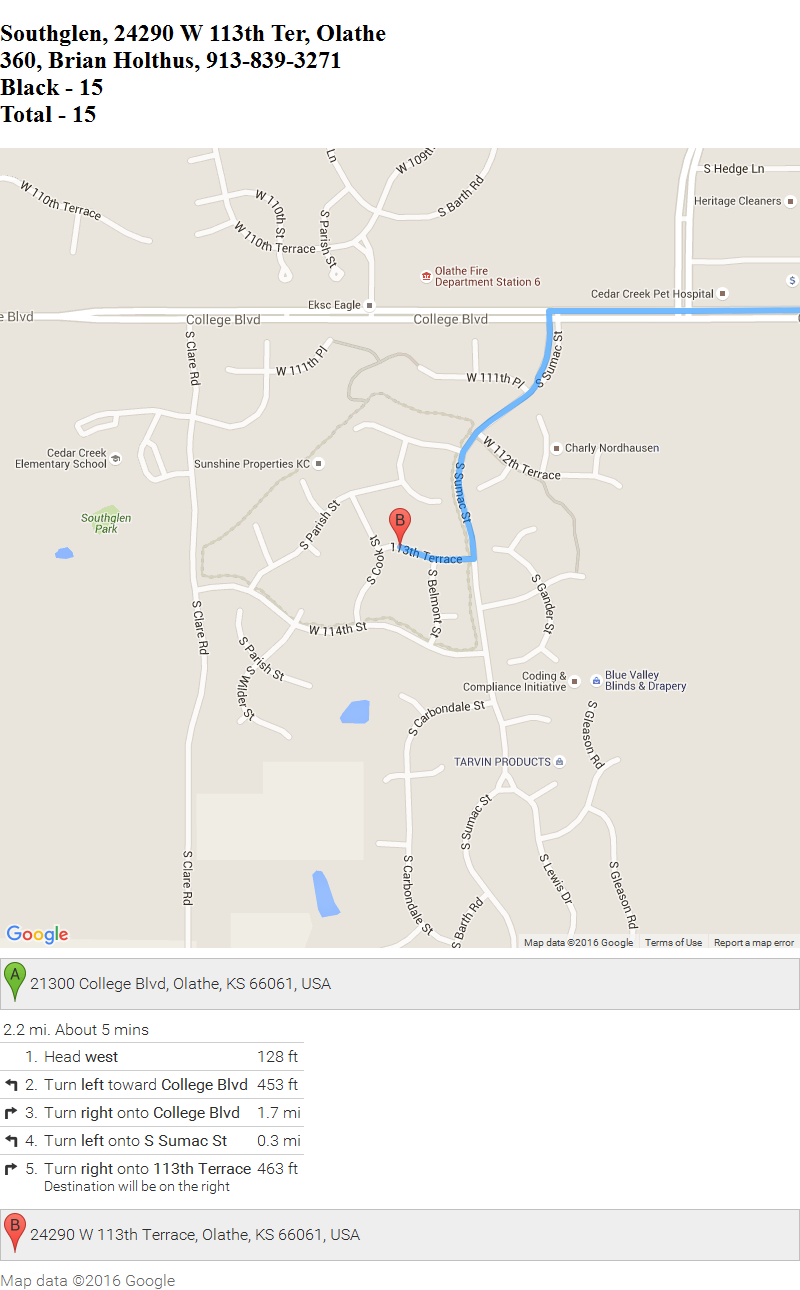 Southglen, 24290 W 113th Ter, Olathe
360, Brian Holthus, 913-839-3271
Black - 15
Total - 15
Ln
W 109th
S Hedge Ln
W 110th Terrace
W 110th St
S Parish St
S Barth Rd
Heritage Cleaners
W 110th Terrace
Olathe Fire
Department Station 6
$
Eksc Eagle
Cedar Creek Pet Hospital
e Blvd
College Blvd
College Blvd
S Clare Rd
W 111th Pl
W 111th Pl
S Sumac St
Cedar Creek
Elementary School
Sunshine Properties KC
W 112th Terrace
Charly Nordhausen
S Sumac St
Southglen
Park
S Parish St
B
113th Terrace
S Cook St
S Belmont St
S Gander St
S Clare Rd
W 114th St
S Parish St
S Wilder St
Coding &
Compliance Initiative
Blue Valley
Blinds & Drapery
S Carbondale St
S Gleason Rd
TARVIN PRODUCTS
S Sumac St
S Clare Rd
S Carbondale St
S Lewis Dr
S Gleason Rd
S Barth Rd
Google
Map data ©2016 Google Terms of Use Report a map error
A 21300 College Blvd, Olathe, KS 66061, USA
2.2 mi. About 5 mins
1. Head west 128 ft
2. Turn left toward College Blvd 453 ft
3. Turn right onto College Blvd 1.7 mi
4. Turn left onto S Sumac St 0.3 mi
5. Turn right onto 113th Terrace 463 ft
Destination will be on the right
B 24290 W 113th Terrace, Olathe, KS 66061, USA
Map data ©2016 Google